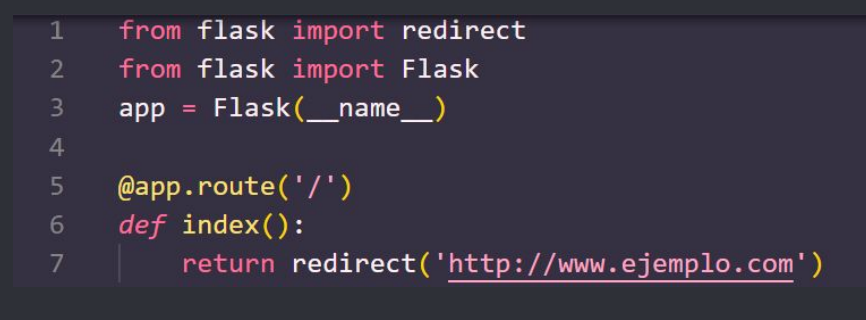 1 from flask import redirect
2 from flask import Flask
3 app = Flask(__name__)
4
5 @app.route('/')
6 def index():
7 return redirect('http://www.ejemplo.com')